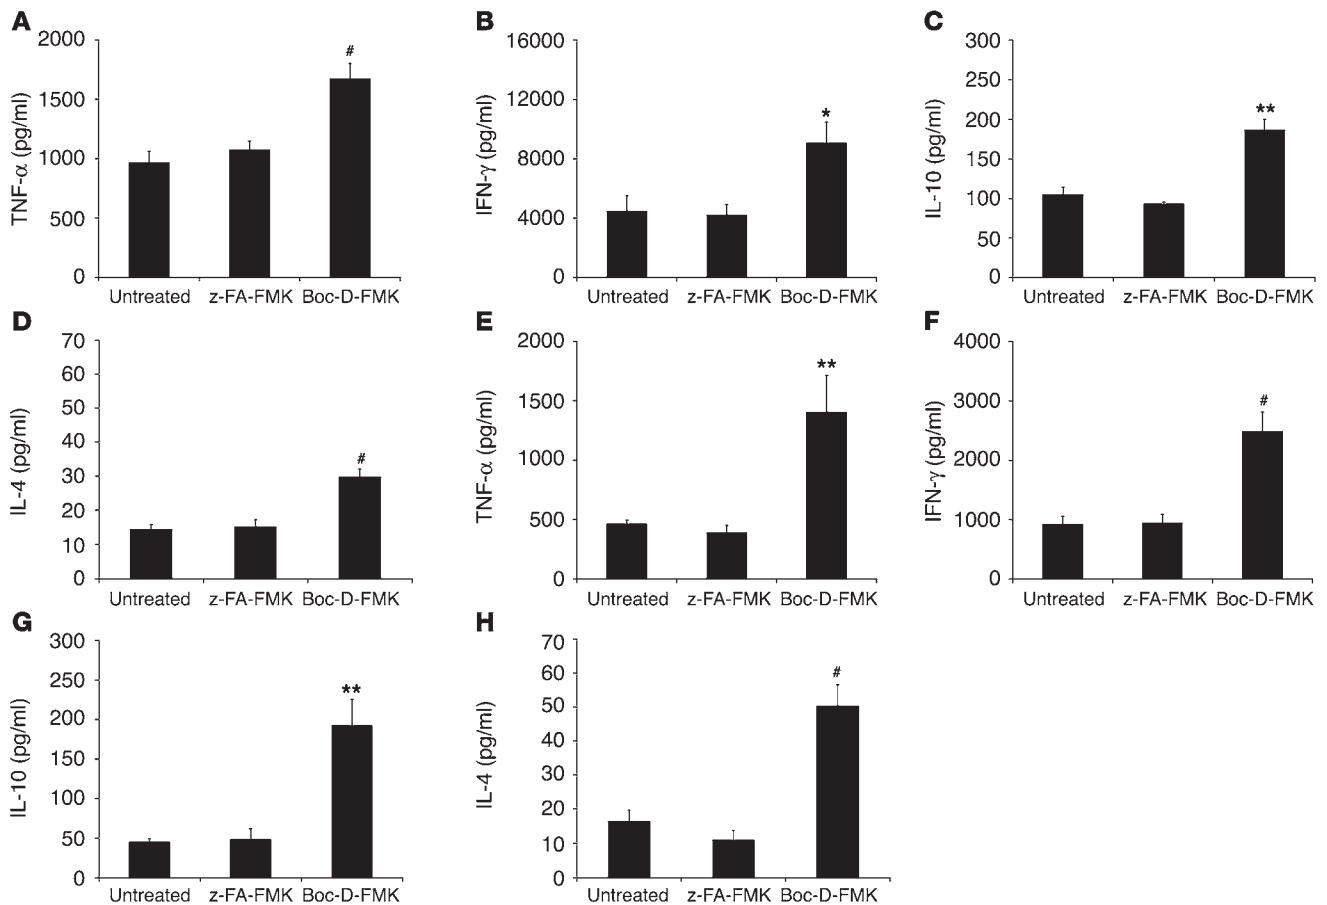 A
TNF-α (pg/ml)
2000
1500
1000
500
0
#
Untreated z-FA-FMK Boc-D-FMK
B
IFN-γ (pg/ml)
16000
12000
8000
4000
0
*
Untreated z-FA-FMK Boc-D-FMK
C
IL-10 (pg/ml)
300
250
200
150
100
50
0
**
Untreated z-FA-FMK Boc-D-FMK
D
IL-4 (pg/ml)
70
60
50
40
30
20
10
0
#
Untreated z-FA-FMK Boc-D-FMK
E
TNF-α (pg/ml)
2000
1500
1000
500
0
**
Untreated z-FA-FMK Boc-D-FMK
F
IFN-γ (pg/ml)
4000
3000
2000
1000
0
#
Untreated z-FA-FMK Boc-D-FMK
G
IL-10 (pg/ml)
300
250
200
150
100
50
0
**
Untreated z-FA-FMK Boc-D-FMK
H
IL-4 (pg/ml)
70
60
50
40
30
20
10
0
#
Untreated z-FA-FMK Boc-D-FMK